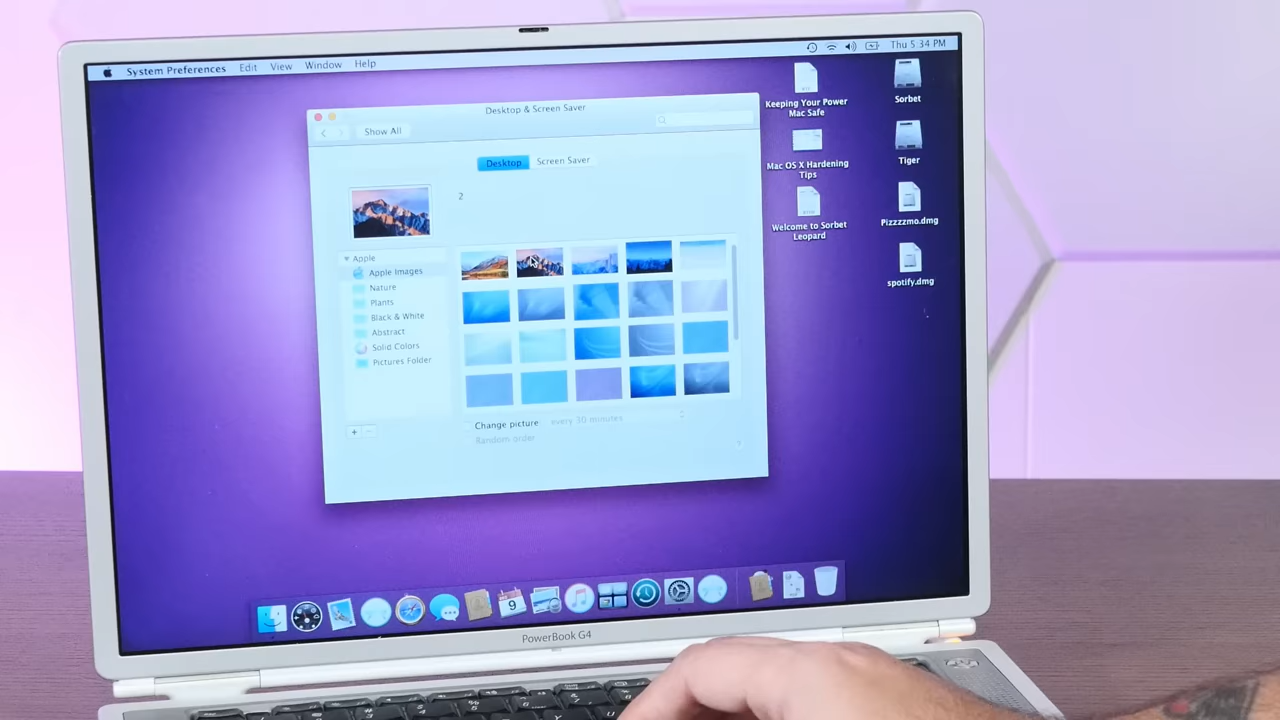 System Preferences Edit View Window Help Thu 5:34 PM
Desktop & Screen Saver
Show All
Desktop Screen Saver
2
Apple
Apple Images
Nature
Plants
Black & White
Abstract
Solid Colors
Pictures Folder
+ −
Change picture every 30 minutes
Random order
Keeping Your Power
Mac Safe
Mac OS X Hardening
Tips
Welcome to Sorbet
Leopard
Sorbet
Tiger
Pizzzzmo.dmg
spotify.dmg
9
PowerBook G4